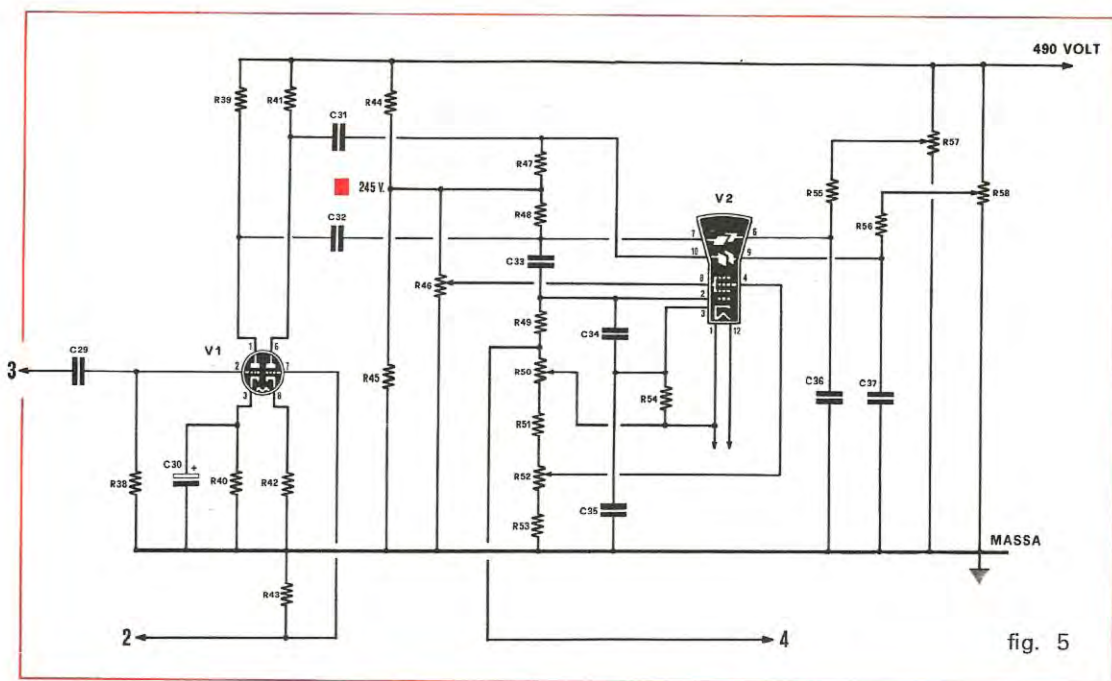 490 VOLT
R39
R41
R44
C31
R47
R57
245 V.
V2
R55
R58
R48
R56
C32
7
6
10
9
C33
R46
8
4
2
3
R49
C34
1
12
V1
1
6
3
C29
2
7
R50
R45
R54
3
8
C36
C37
R51
C30
+
R38
R40
R42
R52
C35
R53
MASSA
R43
2
4
fig. 5